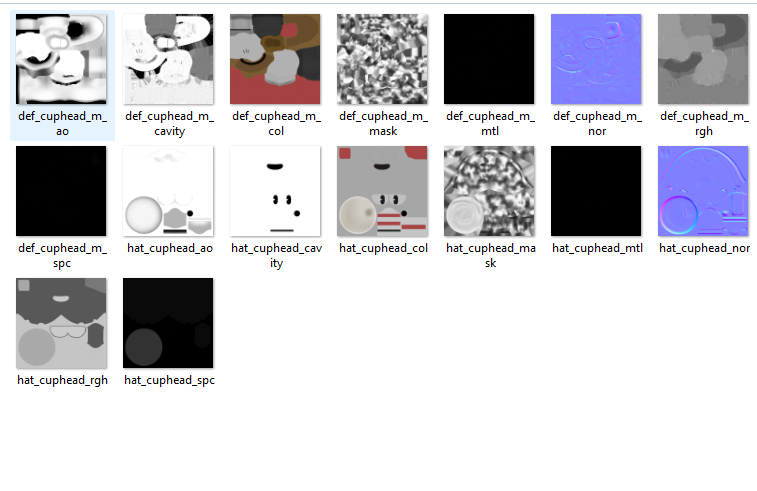 def_cuphead_m_ao
def_cuphead_m_cavity
def_cuphead_m_col
def_cuphead_m_mask
def_cuphead_m_mtl
def_cuphead_m_nor
def_cuphead_m_rgh
def_cuphead_m_spc
hat_cuphead_ao
hat_cuphead_cavity
hat_cuphead_col
hat_cuphead_mask
hat_cuphead_mtl
hat_cuphead_nor
hat_cuphead_rgh
hat_cuphead_spc